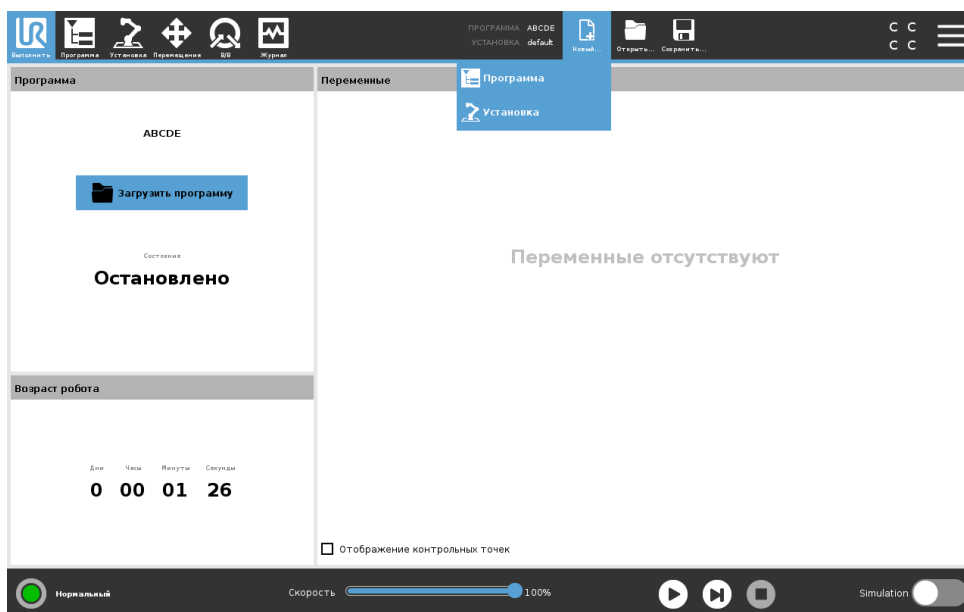 UR
Выполнить
Программа
Установка
Перемещение
В/В
Журнал
ПРОГРАММА ABCDE
УСТАНОВКА default
Новый...
Открыть...
Сохранить...
C C
C C
Программа
Установка
Программа
Переменные
ABCDE
Загрузить программу
Состояние
Остановлено
Переменные отсутствуют
Возраст робота
Дни Часы Минуты Секунды
0 00 01 26
Отображение контрольных точек
Нормальный
Скорость 100%
Simulation